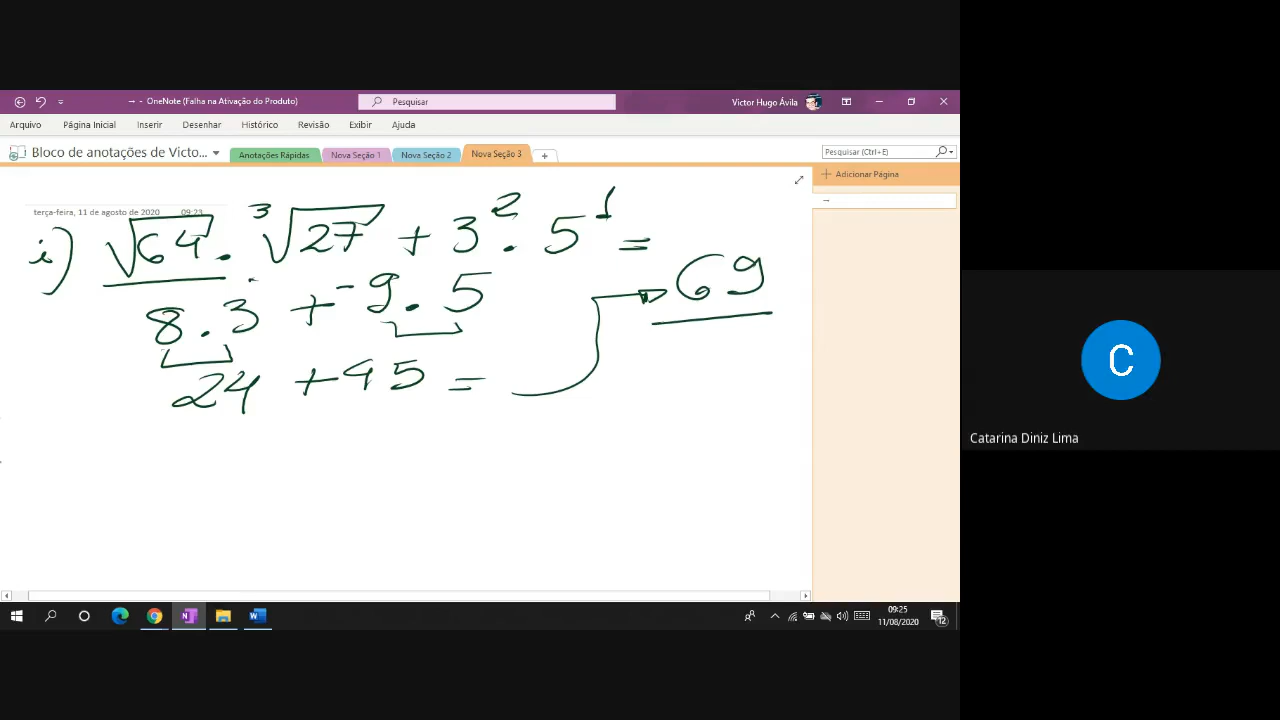 → - OneNote (Falha na Ativação do Produto)
Pesquisar
Victor Hugo Ávila
Arquivo Página Inicial Inserir Desenhar Histórico Revisão Exibir Ajuda
Bloco de anotações de Victo...
Anotações Rápidas
Nova Seção 1
Nova Seção 2
Nova Seção 3
Pesquisar (Ctrl+E)
Adicionar Página
→
terça-feira, 11 de agosto de 2020 09:23
i) √64 . ³√27 + 3² . 5¹ =
69
8 . 3 + - 9 . 5
24 + 45 =
C
Catarina Diniz Lima
09:25
11/08/2020
12